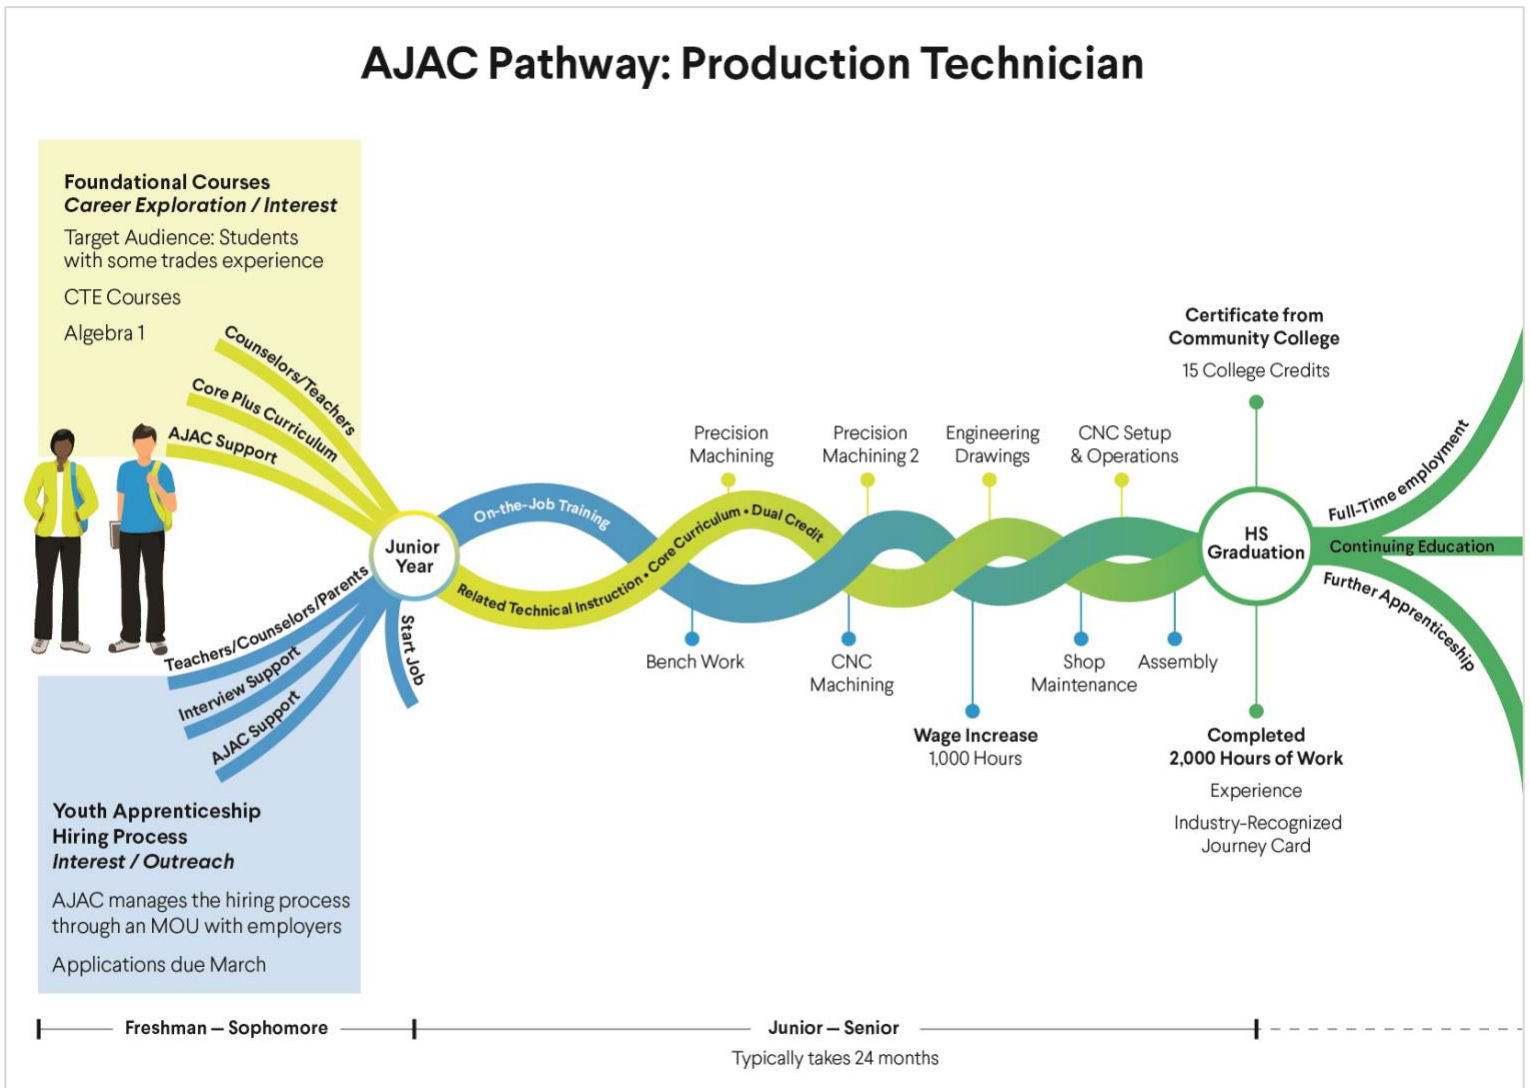 AJAC Pathway: Production Technician
Foundational Courses
Career Exploration / Interest
Target Audience: Students
with some trades experience
CTE Courses
Algebra 1
Counselors/Teachers
Core Plus Curriculum
AJAC Support
Junior
Year
Teachers/Counselors/Parents
Interview Support
AJAC Support
Start Job
Youth Apprenticeship
Hiring Process
Interest / Outreach
AJAC manages the hiring process
through an MOU with employers
Applications due March
On-the-Job Training
Related Technical Instruction • Core Curriculum • Dual Credit
Precision
Machining
Precision
Machining 2
Engineering
Drawings
CNC Setup
& Operations
Bench Work
CNC
Machining
Wage Increase
1,000 Hours
Shop
Maintenance
Assembly
Certificate from
Community College
15 College Credits
HS
Graduation
Completed
2,000 Hours of Work
Experience
Industry-Recognized
Journey Card
Full-Time employment
Continuing Education
Further Apprenticeship
Freshman — Sophomore
Junior — Senior
Typically takes 24 months